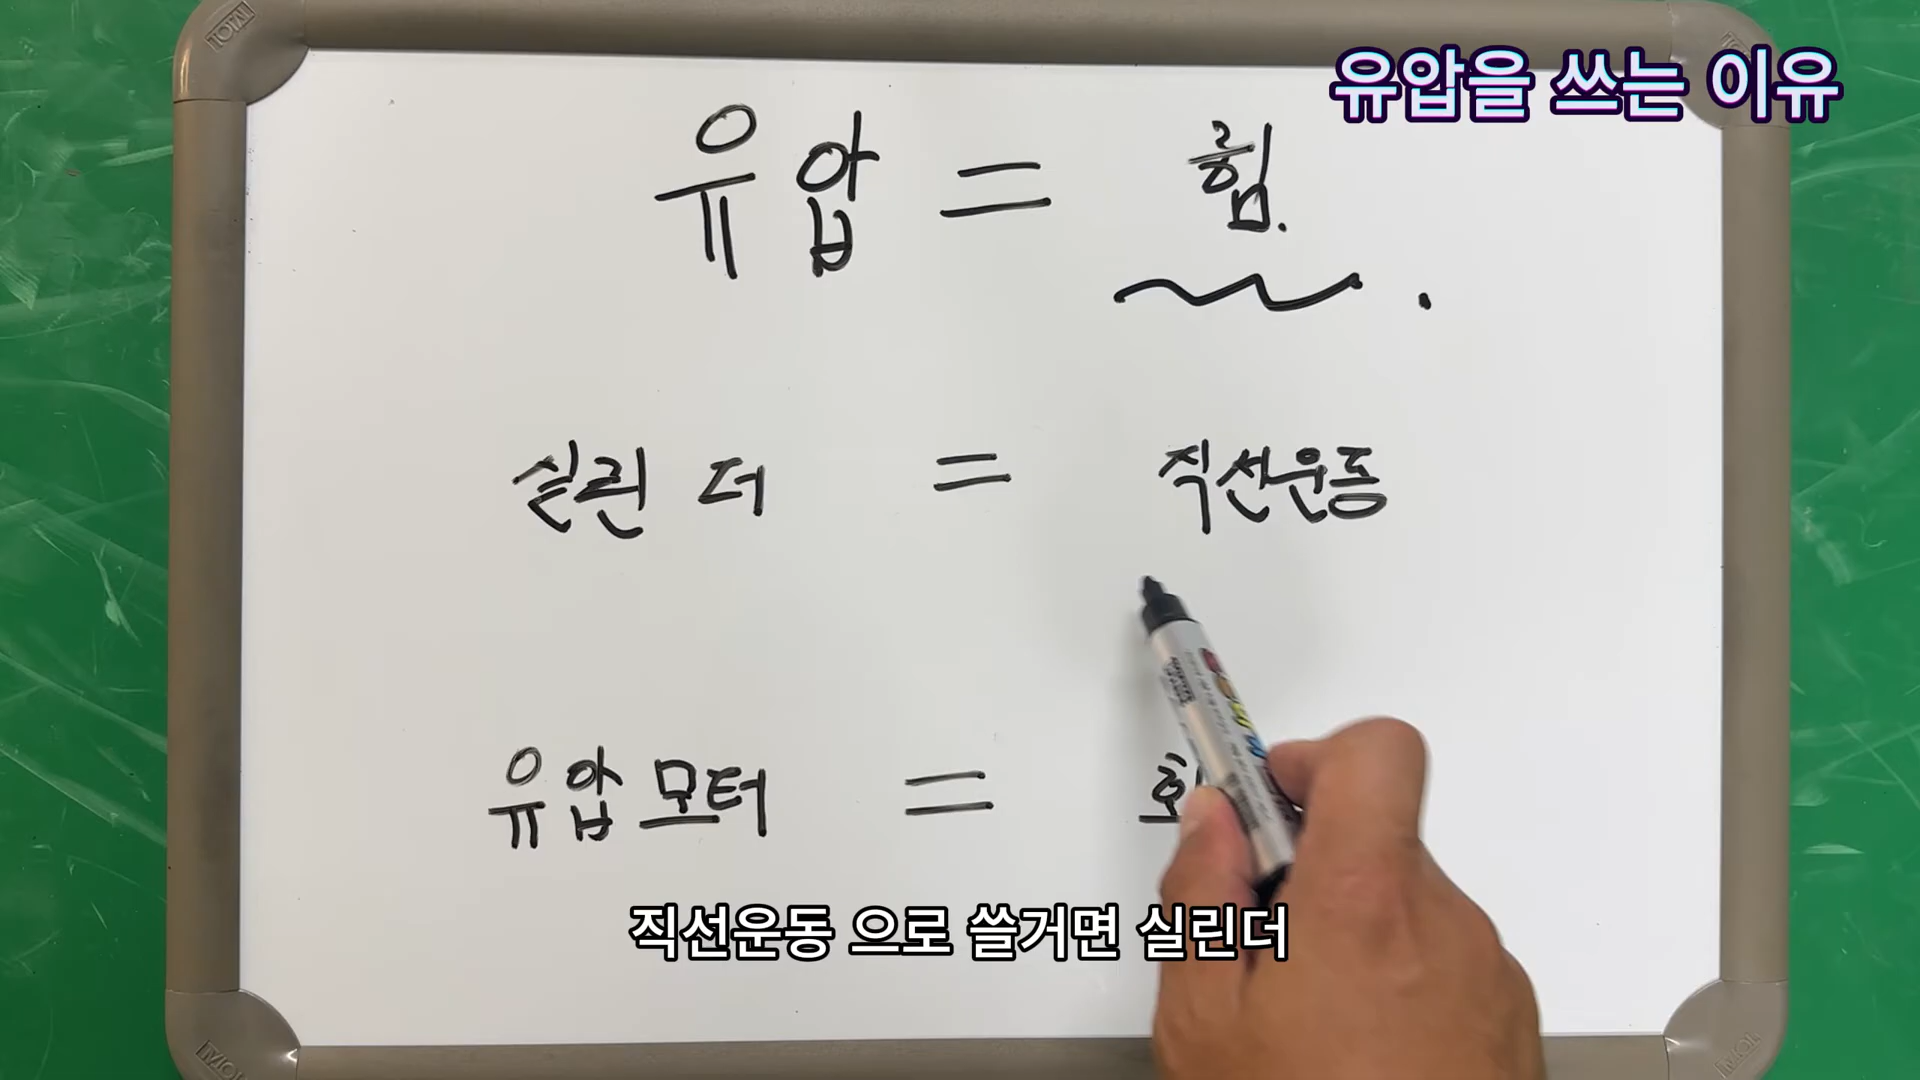 유압을 쓰는 이유
유압 = 힘.
실린더 = 직선운동
유압모터 =
직선운동 으로 쓸거면 실린더